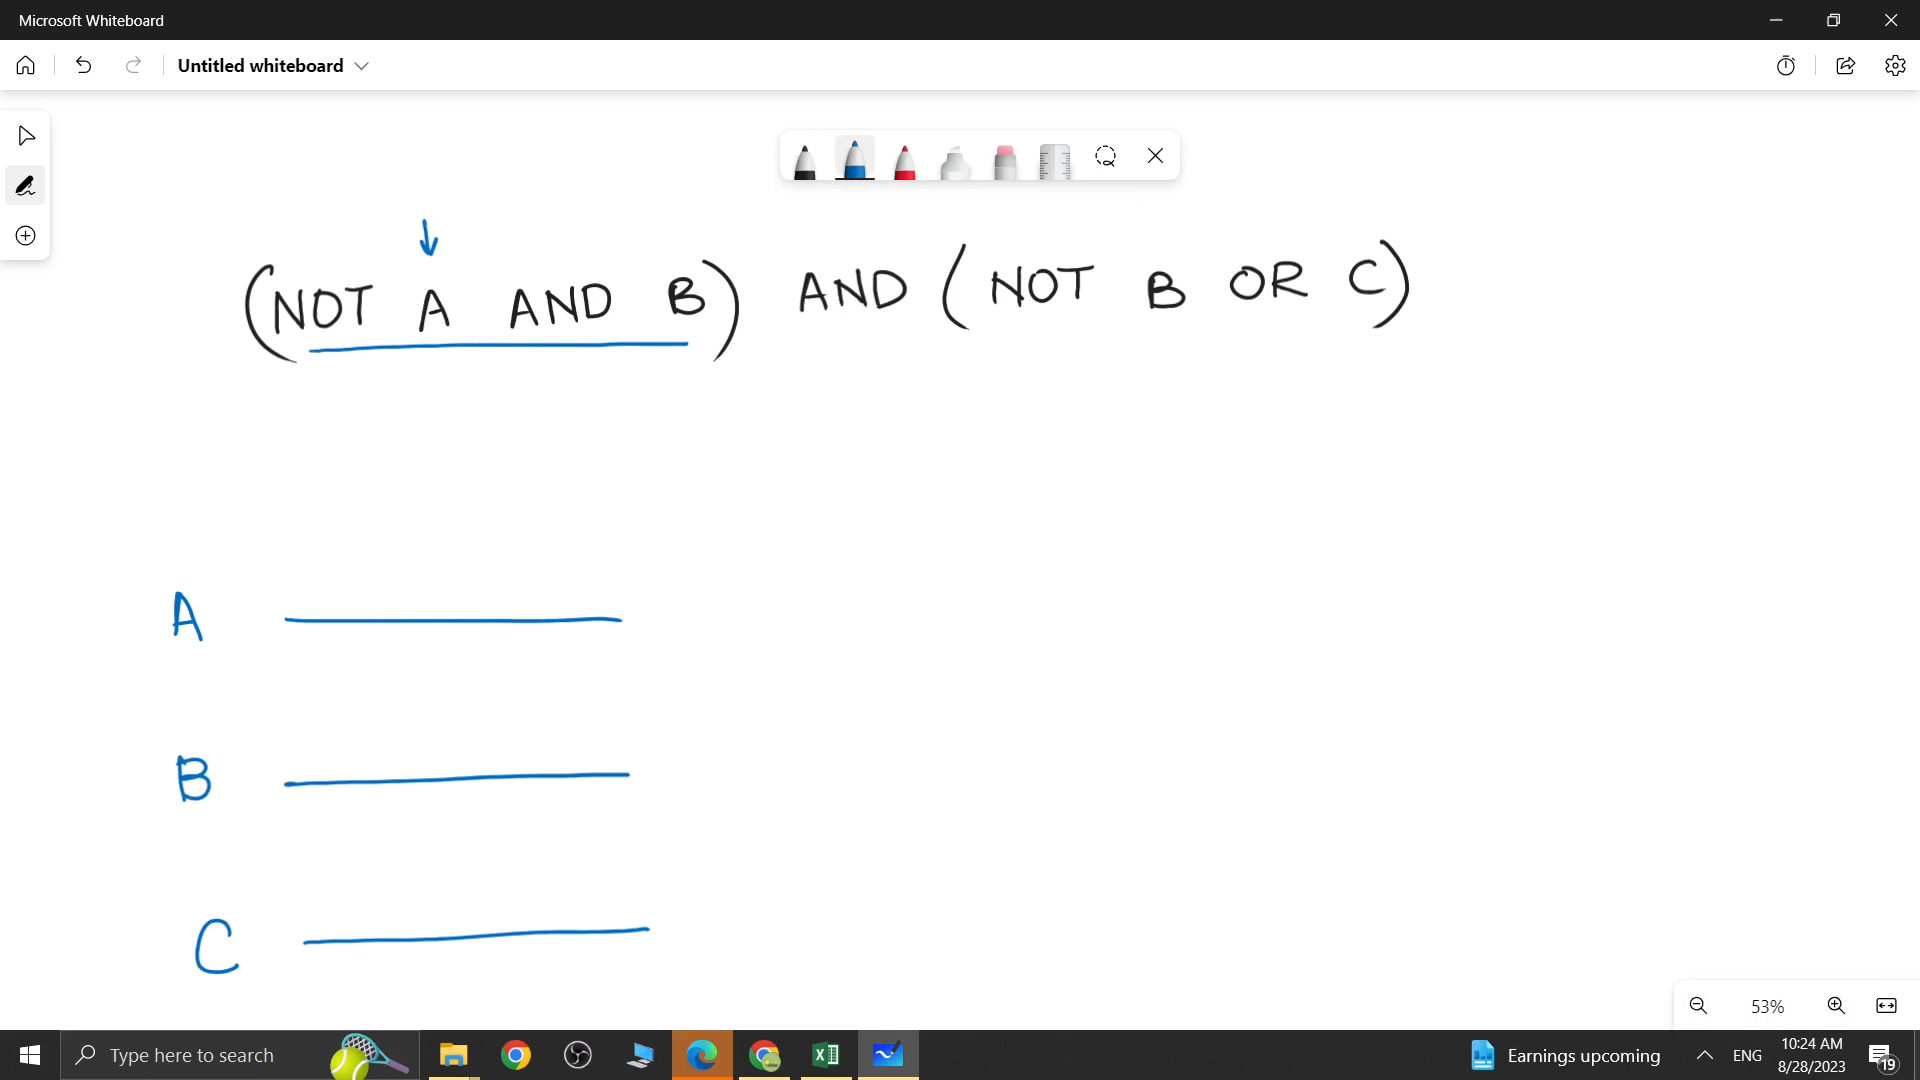 Microsoft Whiteboard
Untitled whiteboard
(NOT A AND B) AND (NOT B OR C)
A
B
C
53%
Type here to search
Earnings upcoming
ENG
10:24 AM
8/28/2023
19